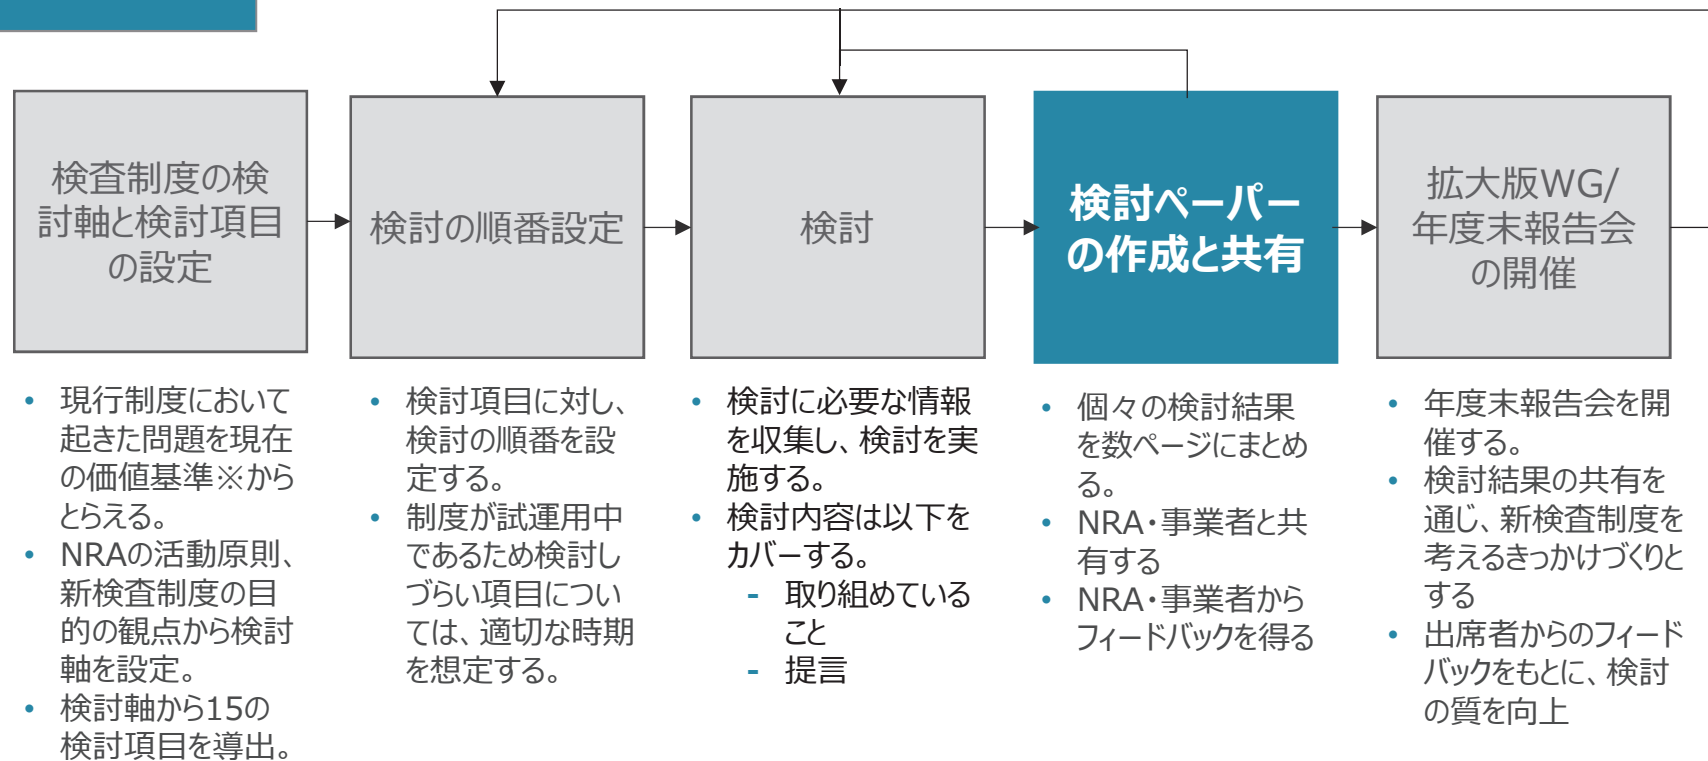 検査制度の検
討軸と検討項目
の設定
検討の順番設定
検討
検討ペーパー
の作成と共有
拡大版WG/
年度末報告会
の開催
• 現行制度において
起きた問題を現在
の価値基準※から
とらえる。
• NRAの活動原則、
新検査制度の目
的の観点から検討
軸を設定。
• 検討軸から15の
検討項目を導出。
• 検討項目に対し、
検討の順番を設
定する。
• 制度が試運用中
であるため検討し
づらい項目につい
ては、適切な時期
を想定する。
• 検討に必要な情報
を収集し、検討を実
施する。
• 検討内容は以下を
カバーする。
- 取り組めている
こと
- 提言
• 個々の検討結果
を数ページにまとめ
る。
• NRA・事業者と共
有する
• NRA・事業者から
フィードバックを得る
• 年度末報告会を開
催する。
• 検討結果の共有を
通じ、新検査制度を
考えるきっかけづくりと
する
• 出席者からのフィード
バックをもとに、検討
の質を向上